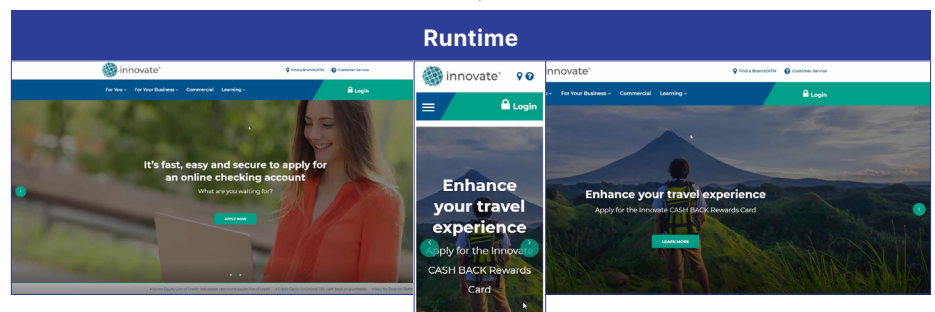 Runtime
innovate®
Find a Branch/ATM Customer Service
For You For Your Business Commercial Learning
Login
It's fast, easy and secure to apply for
an online checking account
What are you waiting for?
APPLY NOW
innovate®
Login
Enhance
your travel
experience
Apply for the Innovate
CASH BACK Rewards
Card
nnovate®
Find a Branch/ATM Customer Service
For Your Business Commercial Learning
Login
Enhance your travel experience
Apply for the Innovate CASH BACK Rewards Card
LEARN MORE